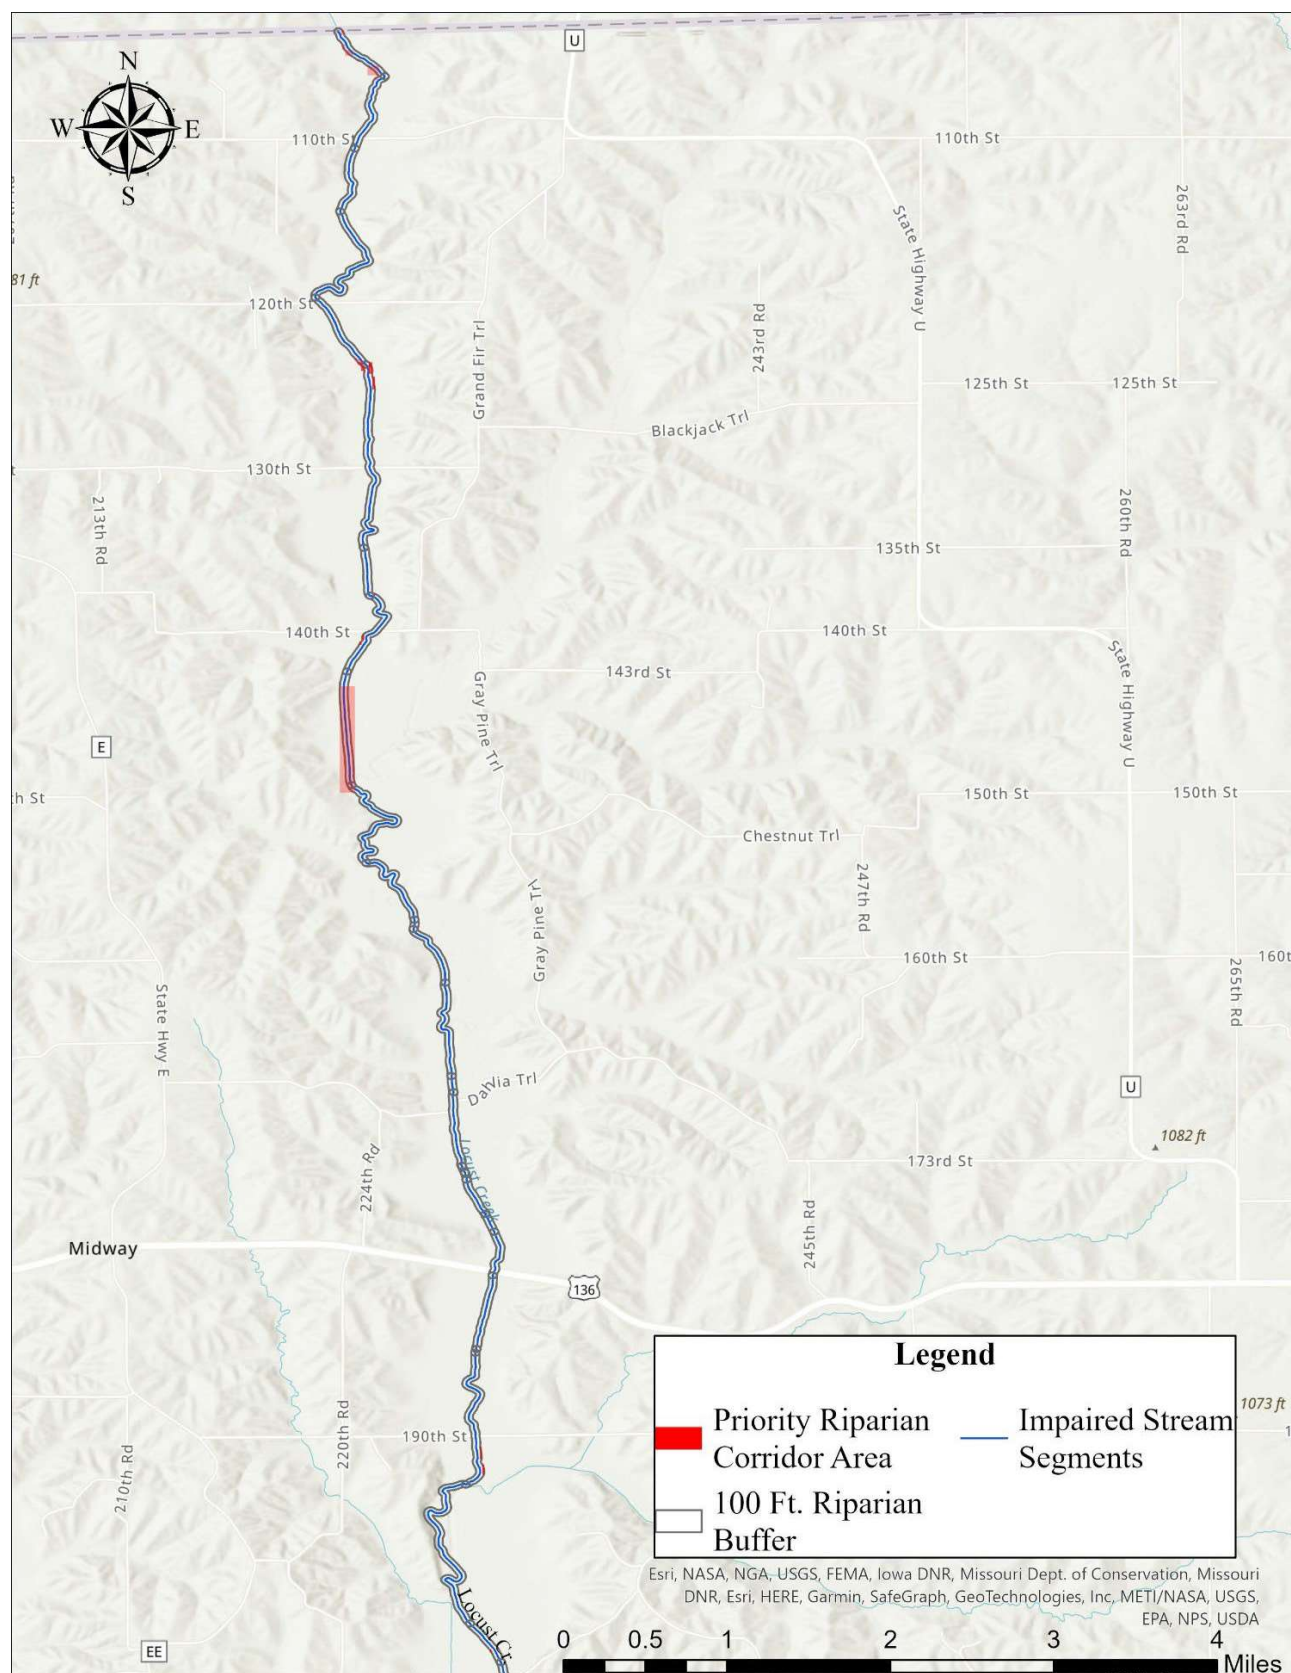 U
N
W
E
S
110th St
110th St
263rd Rd
State Highway U
81 ft
120th St
Grand Fir Trl
243rd Rd
125th St
125th St
Blackjack Trl
130th St
213th Rd
260th Rd
135th St
140th St
140th St
143rd St
Gray Pine Trl
State Highway U
E
150th St
150th St
Chestnut Trl
247th Rd
Gray Pine Trl
160th St
265th Rd
State Hwy E
Dahlia Trl
U
1082 ft
Locust Creek
224th Rd
173rd St
245th Rd
Midway
136
Legend
Priority Riparian
Corridor Area
Impaired Stream
Segments
100 Ft. Riparian
Buffer
1073 ft
190th St
220th Rd
210th Rd
Esri, NASA, NGA, USGS, FEMA, Iowa DNR, Missouri Dept. of Conservation, Missouri
DNR, Esri, HERE, Garmin, SafeGraph, GeoTechnologies, Inc, METI/NASA, USGS,
EPA, NPS, USDA
Locust Cr.
EE
0 0.5 1 2 3 4
Miles